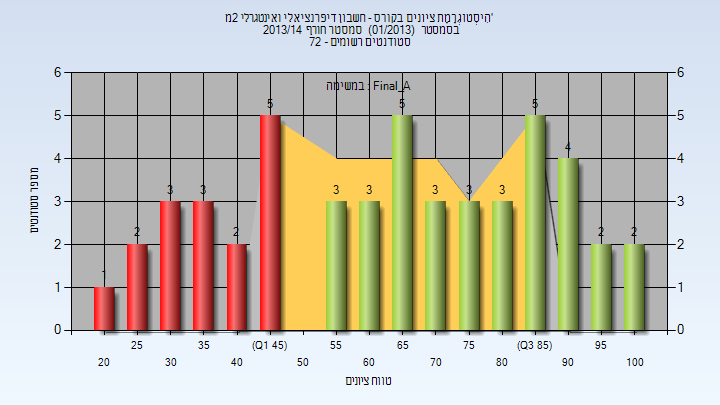 הִיסְטוֹגְרָמַת ציונים בקורס - חשבון דיפרנציאלי ואינטגרלי 2מ'
בסמסטר (01/2013) סמסטר חורף 2013/14
סטודנטים רשומים - 72
במשימה : Final_A
מספר סטודנטים
6 6
5 5
4 4
3 3
2 2
1 1
0 0
1 2 3 3 2 5 3 3 5 3 3 3 5 4 2 2
20 25 30 35 40 (Q1 45) 55 60 65 70 75 80 (Q3 85) 90 95 100
טווח ציונים